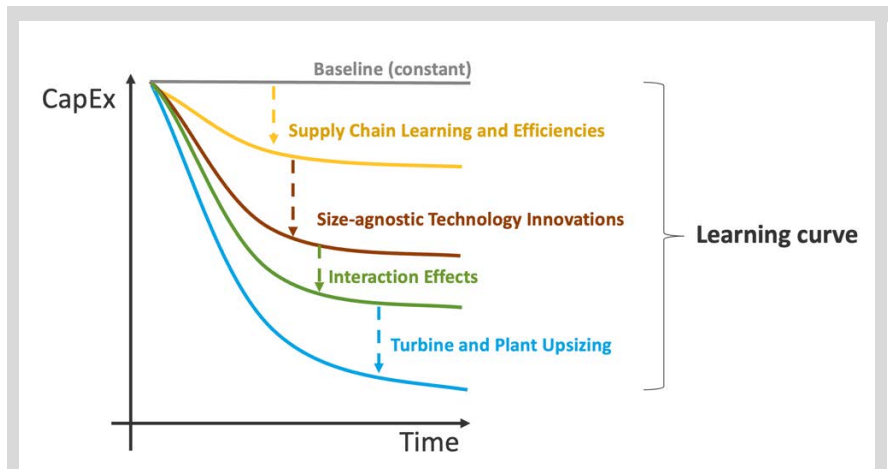 Baseline (constant)
CapEx
Supply Chain Learning and Efficiencies
Size-agnostic Technology Innovations
Learning curve
Interaction Effects
Turbine and Plant Upsizing
Time